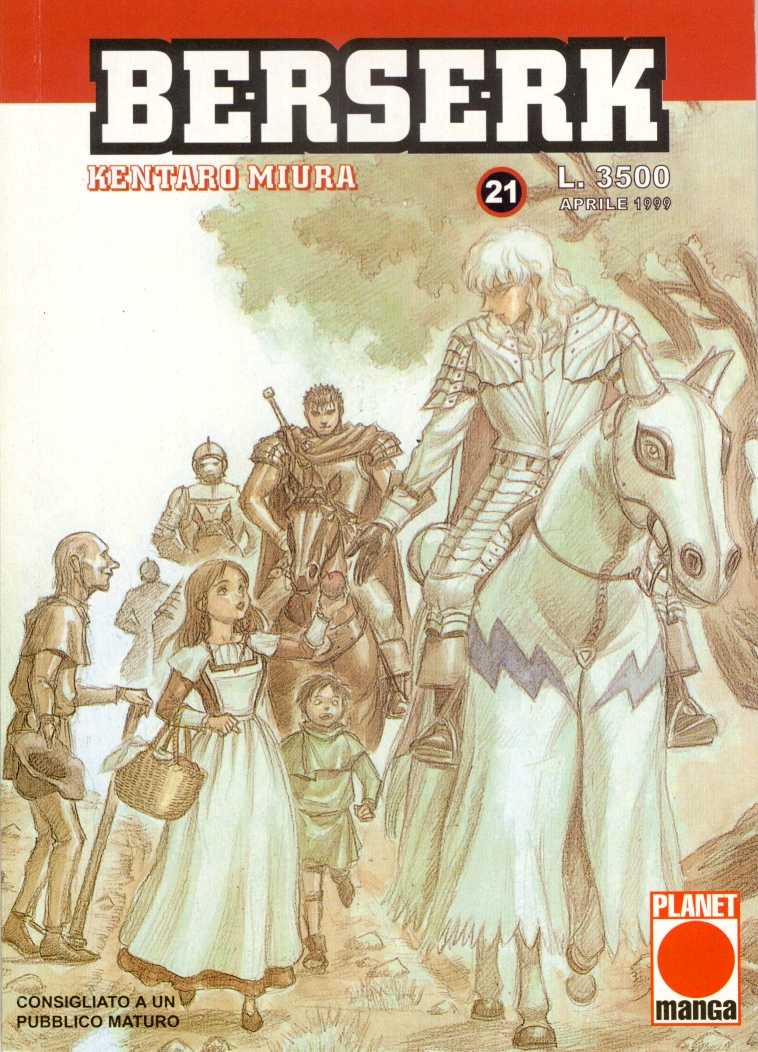 BERSERK
KENTARO MIURA
21
L. 3500
APRILE 1999
PLANET
manga
CONSIGLIATO A UN
PUBBLICO MATURO